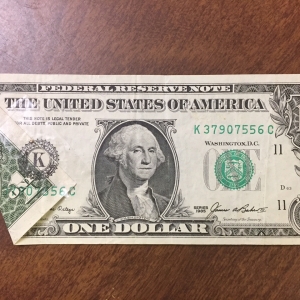 FEDERAL RESERVE NOTE
THE UNITED STATES OF AMERICA
THIS NOTE IS LEGAL TENDER
FOR ALL DEBTS, PUBLIC AND PRIVATE
K 37907556 C
WASHINGTON, D.C.
K
11
11
ONE
SERIES
1985
ONE DOLLAR